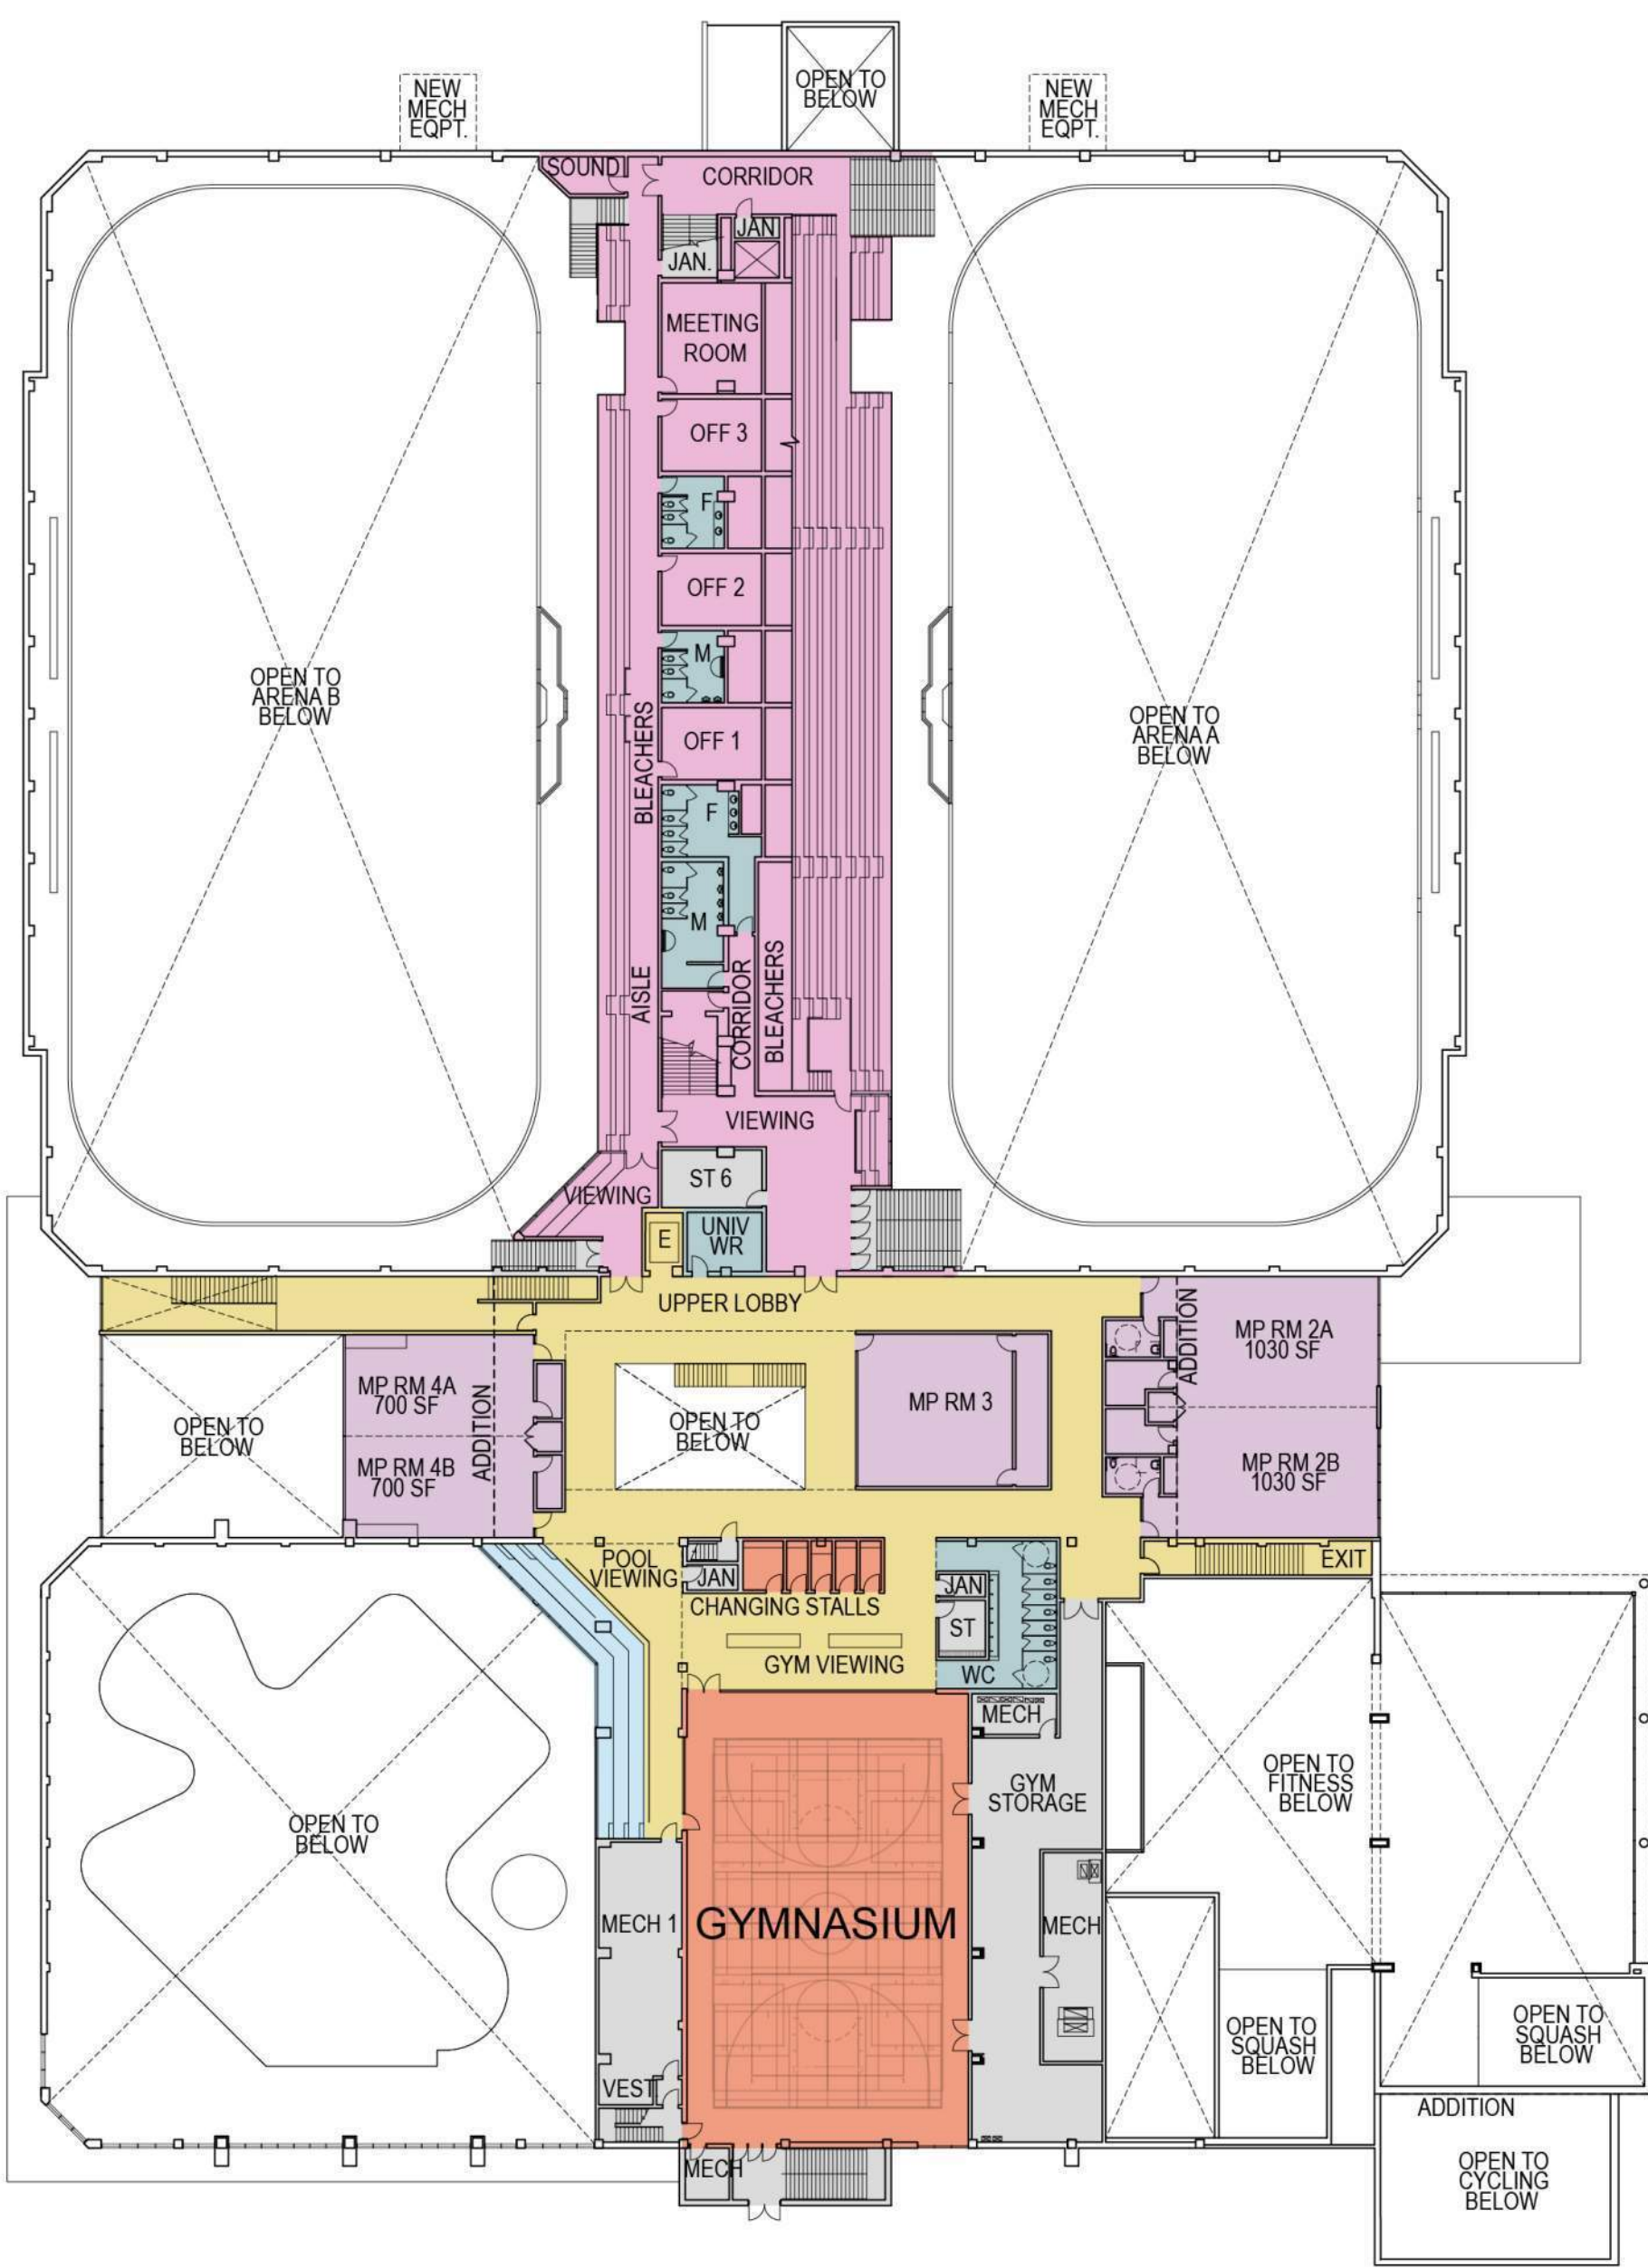 OPEN TO
BELOW
NEW
MECH
EQPT.
NEW
MECH
EQPT.
SOUND
CORRIDOR
JAN
JAN.
MEETING
ROOM
OFF 3
F
OFF 2
M
OPEN TO
ARENA B
BELOW
OPEN TO
ARENA A
BELOW
BLEACHERS
OFF 1
F
M
AISLE
CORRIDOR
BLEACHERS
VIEWING
ST 6
VIEWING
E
UNIV
WR
UPPER LOBBY
ADDITION
MP RM 2A
1030 SF
MP RM 4A
700 SF
ADDITION
MP RM 3
OPEN TO
BELOW
OPEN TO
BELOW
MP RM 4B
700 SF
MP RM 2B
1030 SF
POOL
VIEWING
JAN
EXIT
JAN
CHANGING STALLS
ST
GYM VIEWING
WC
MECH
GYM
STORAGE
OPEN TO
FITNESS
BELOW
OPEN TO
BELOW
MECH 1
GYMNASIUM
MECH
OPEN TO
SQUASH
BELOW
OPEN TO
SQUASH
BELOW
VEST
ADDITION
MECH
OPEN TO
CYCLING
BELOW